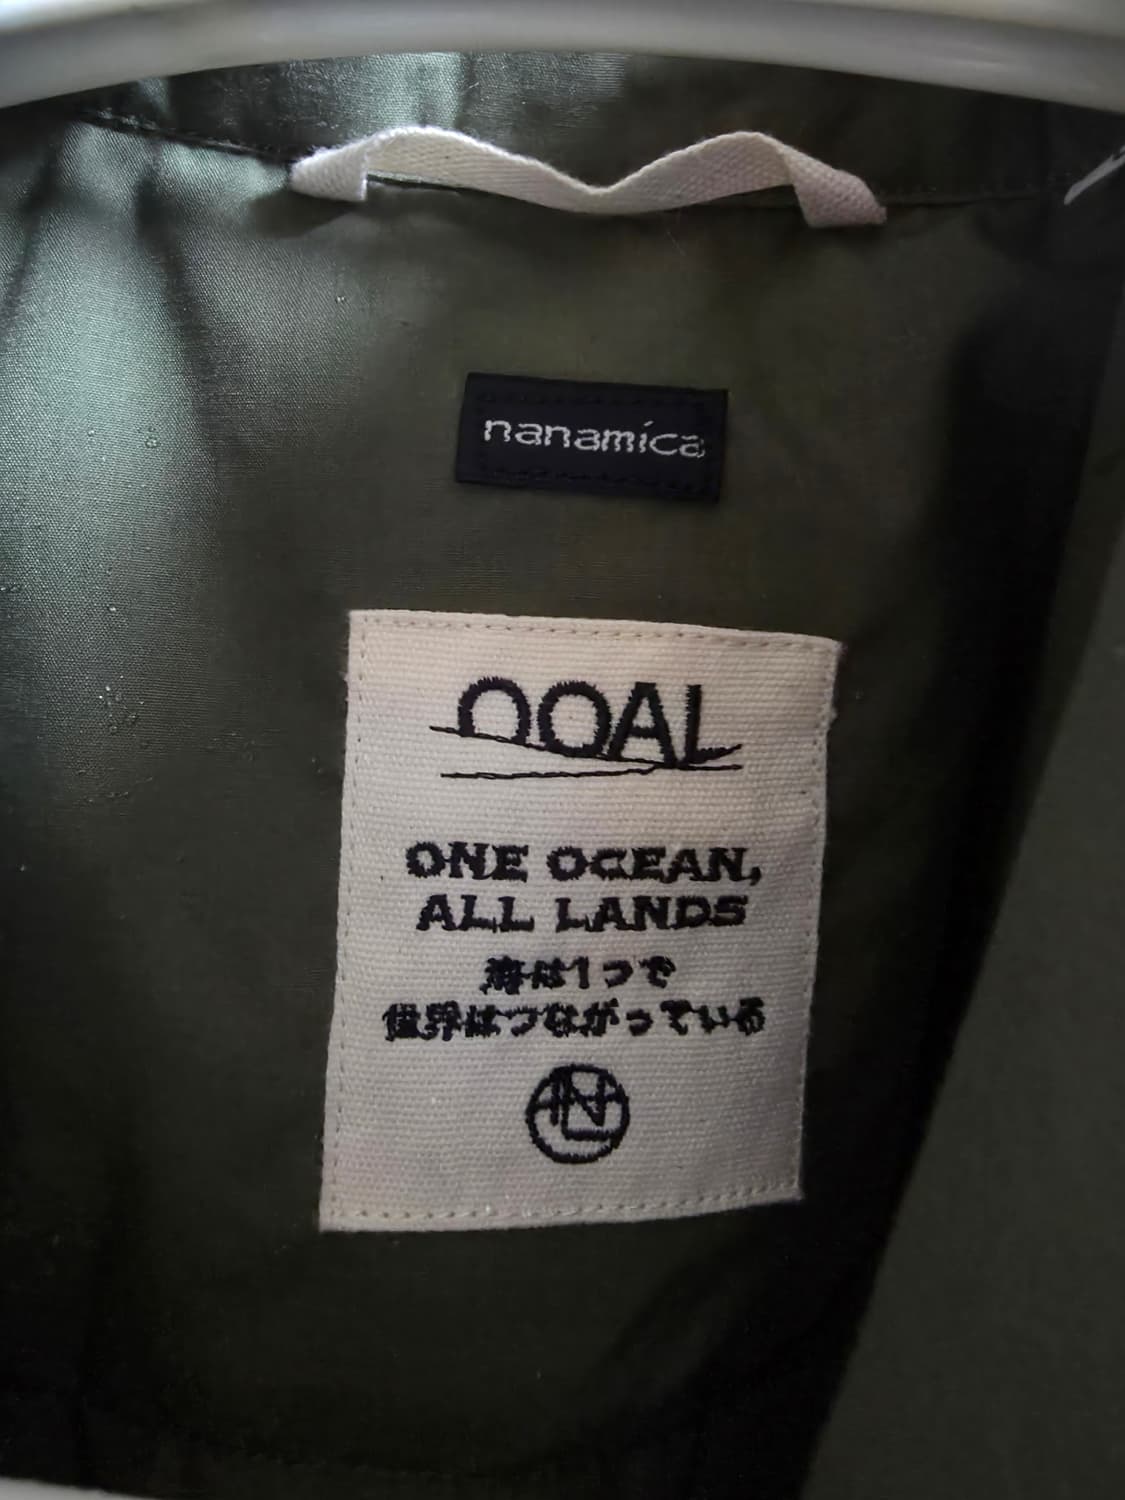 nanamica
OOAL
ONE OCEAN,
ALL LANDS
海は1つで
世界はつながっている